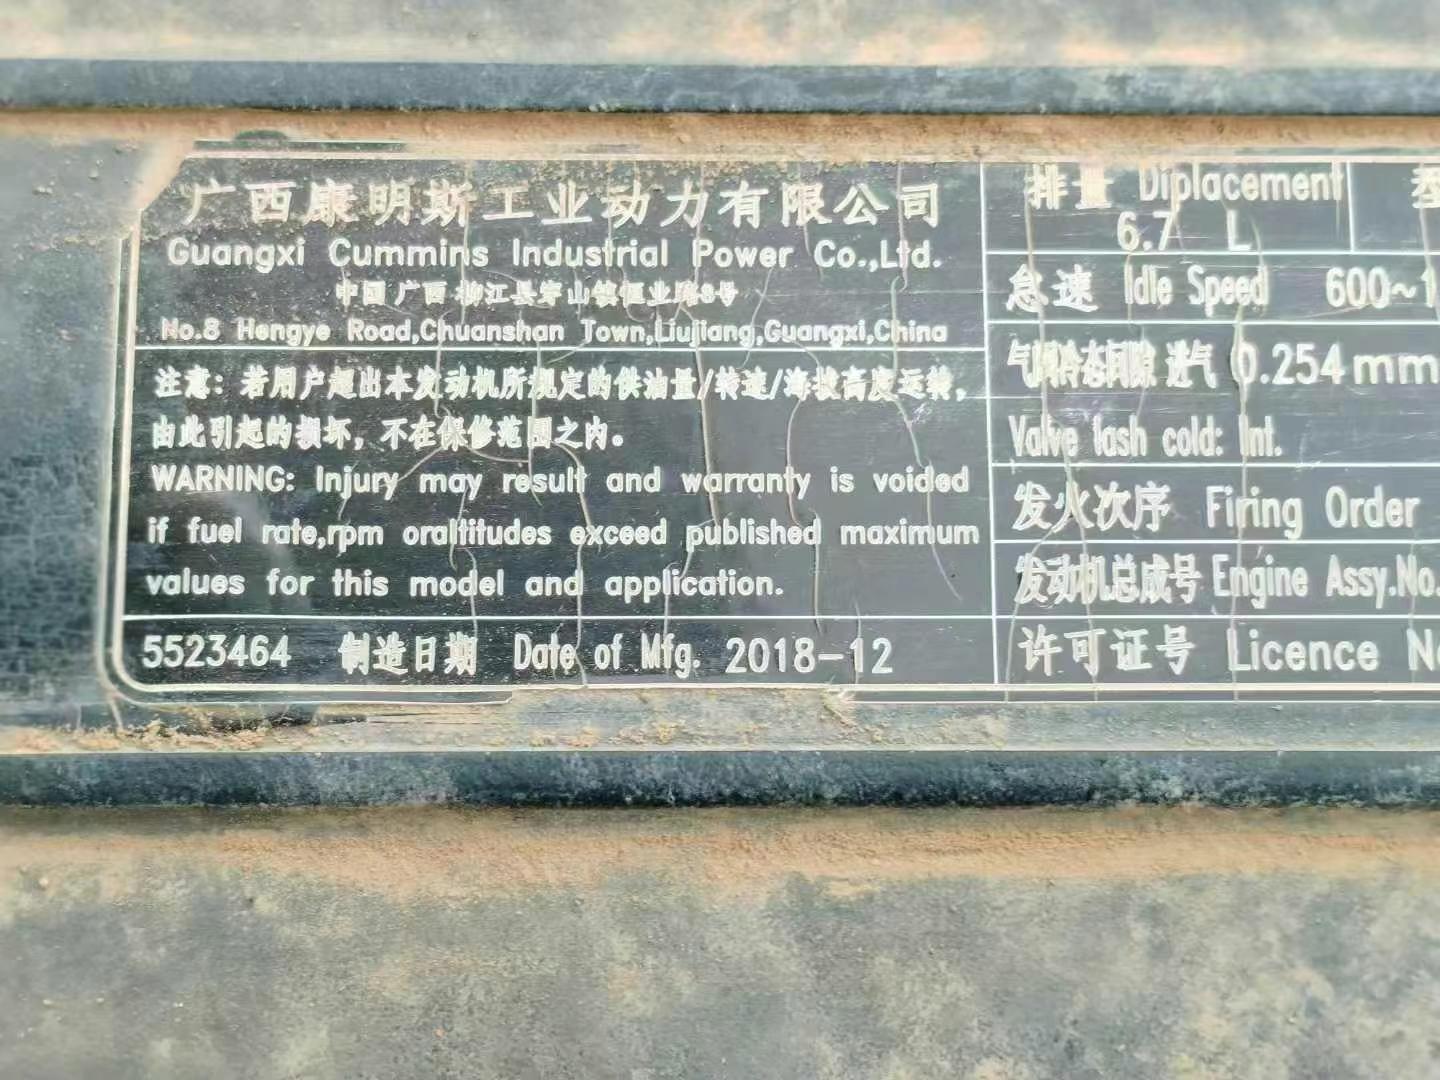 广西康明斯工业动力有限公司
Guangxi Cummins Industrial Power Co.,Ltd.
中国 广西 柳江县穿山镇恒业路8号
No.8 Hengye Road,Chuanshan Town,Liujiang,Guangxi,China
注意：若用户超出本发动机所规定的供油量/转速/海拔高度运转，
由此引起的损坏，不在保修范围之内。
WARNING: Injury may result and warranty is voided
if fuel rate,rpm oraltitudes exceed published maximum
values for this model and application.
5523464 制造日期 Date of Mfg. 2018-12
排量 Diplacement
6.7 L
怠速 Idle Speed 600~1
气门冷态间隙 进气 0.254mm
Valve lash cold: Int.
发火次序 Firing Order
发动机总成号 Engine Assy.No.
许可证号 Licence No